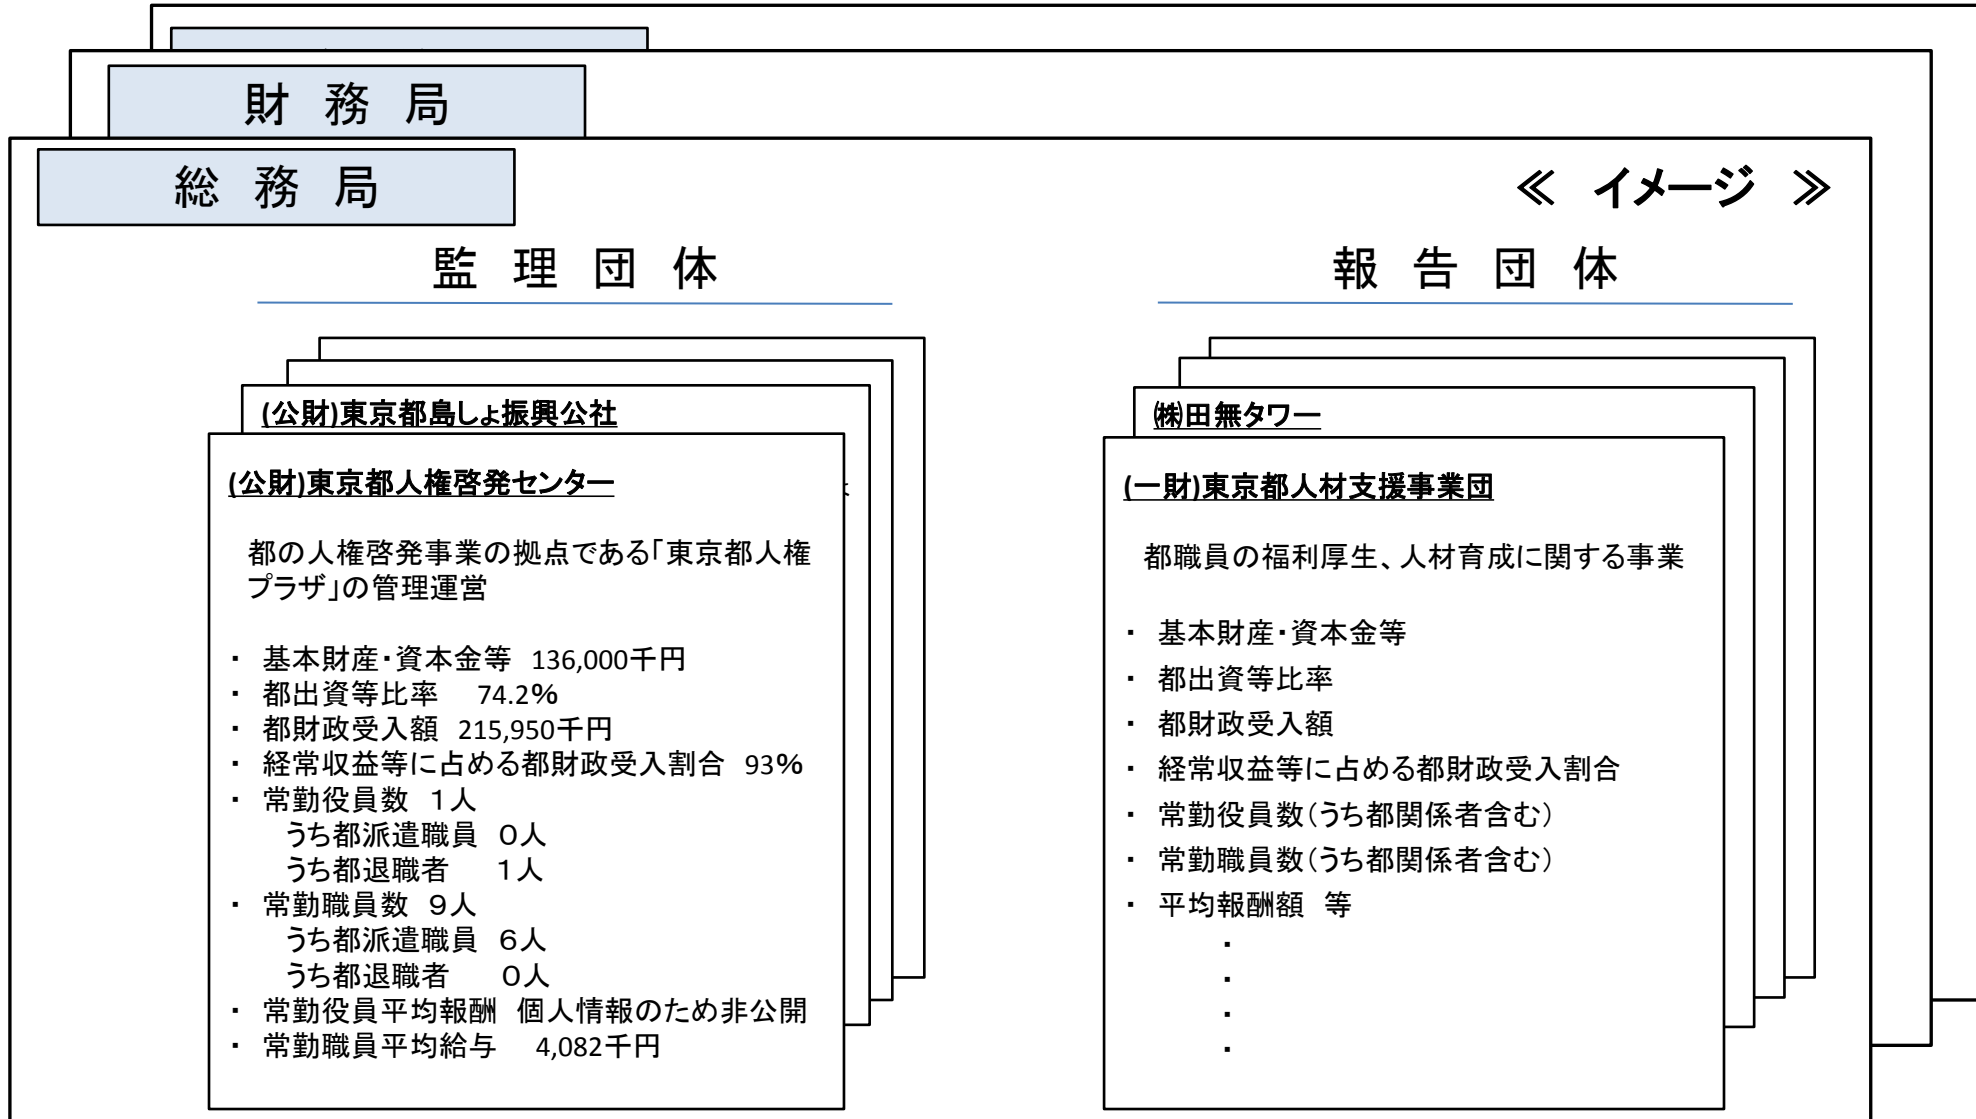 財 務 局
総 務 局
≪ イメージ ≫
監 理 団 体
(公財)東京都島しょ振興公社
(公財)東京都人権啓発センター
都の人権啓発事業の拠点である「東京都人権
プラザ」の管理運営
・ 基本財産・資本金等 136,000千円
・ 都出資等比率 74.2%
・ 都財政受入額 215,950千円
・ 経常収益等に占める都財政受入割合 93%
・ 常勤役員数 1人
うち都派遣職員 0人
うち都退職者 1人
・ 常勤職員数 9人
うち都派遣職員 6人
うち都退職者 0人
・ 常勤役員平均報酬 個人情報のため非公開
・ 常勤職員平均給与 4,082千円
報 告 団 体
㈱田無タワー
(一財)東京都人材支援事業団
都職員の福利厚生、人材育成に関する事業
・ 基本財産・資本金等
・ 都出資等比率
・ 都財政受入額
・ 経常収益等に占める都財政受入割合
・ 常勤役員数(うち都関係者含む)
・ 常勤職員数(うち都関係者含む)
・ 平均報酬額 等
・
・
・
・